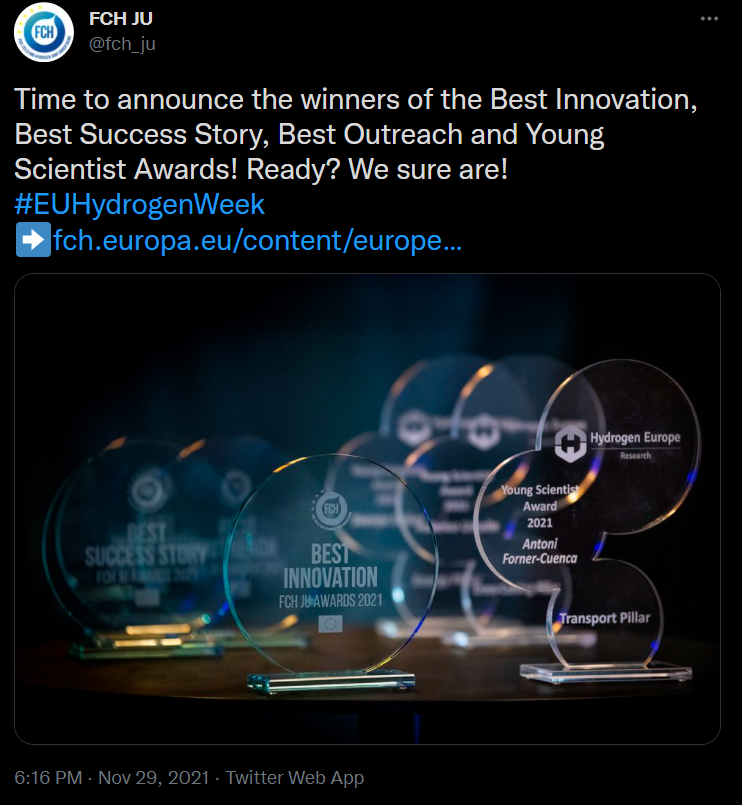 FCH
FCH JU
@fch_ju
Time to announce the winners of the Best Innovation,
Best Success Story, Best Outreach and Young
Scientist Awards! Ready? We sure are!
#EUHydrogenWeek
fch.europa.eu/content/europe...
Hydrogen Europe
Research
Young Scientist
Award
2021
Antoni
Forner-Cuenca
Transport Pillar
FCH
BEST
INNOVATION
FCH JU AWARDS 2021
BEST
SUCCESS STORY
FCH JU AWARDS 2021
6:16 PM · Nov 29, 2021 · Twitter Web App